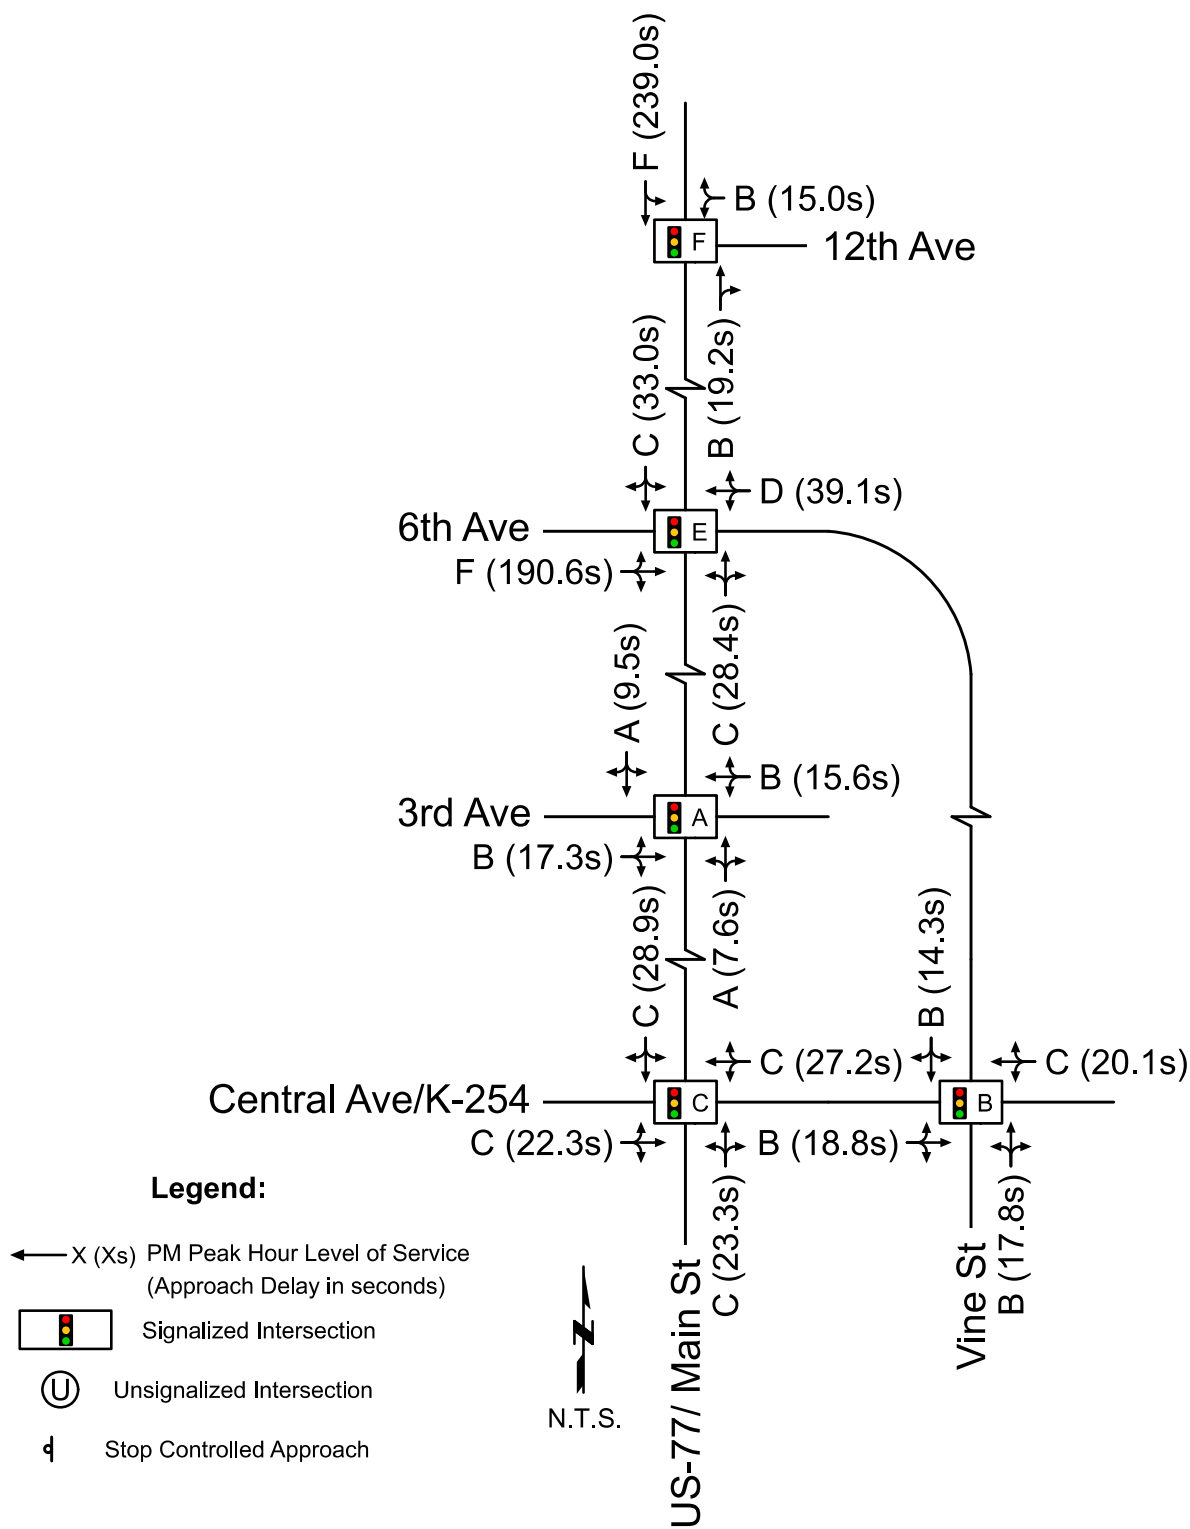 F (239.0s)
B (15.0s)
F
12th Ave
C (33.0s)
B (19.2s)
D (39.1s)
6th Ave
E
F (190.6s)
A (9.5s)
C (28.4s)
B (15.6s)
3rd Ave
A
B (17.3s)
C (28.9s)
A (7.6s)
B (14.3s)
C (27.2s)
C (20.1s)
Central Ave/K-254
C
B
C (22.3s)
B (18.8s)
C (23.3s)
B (17.8s)
US-77/ Main St
Vine St
Legend:
X (Xs) PM Peak Hour Level of Service
(Approach Delay in seconds)
Signalized Intersection
U Unsignalized Intersection
Stop Controlled Approach
N
N.T.S.